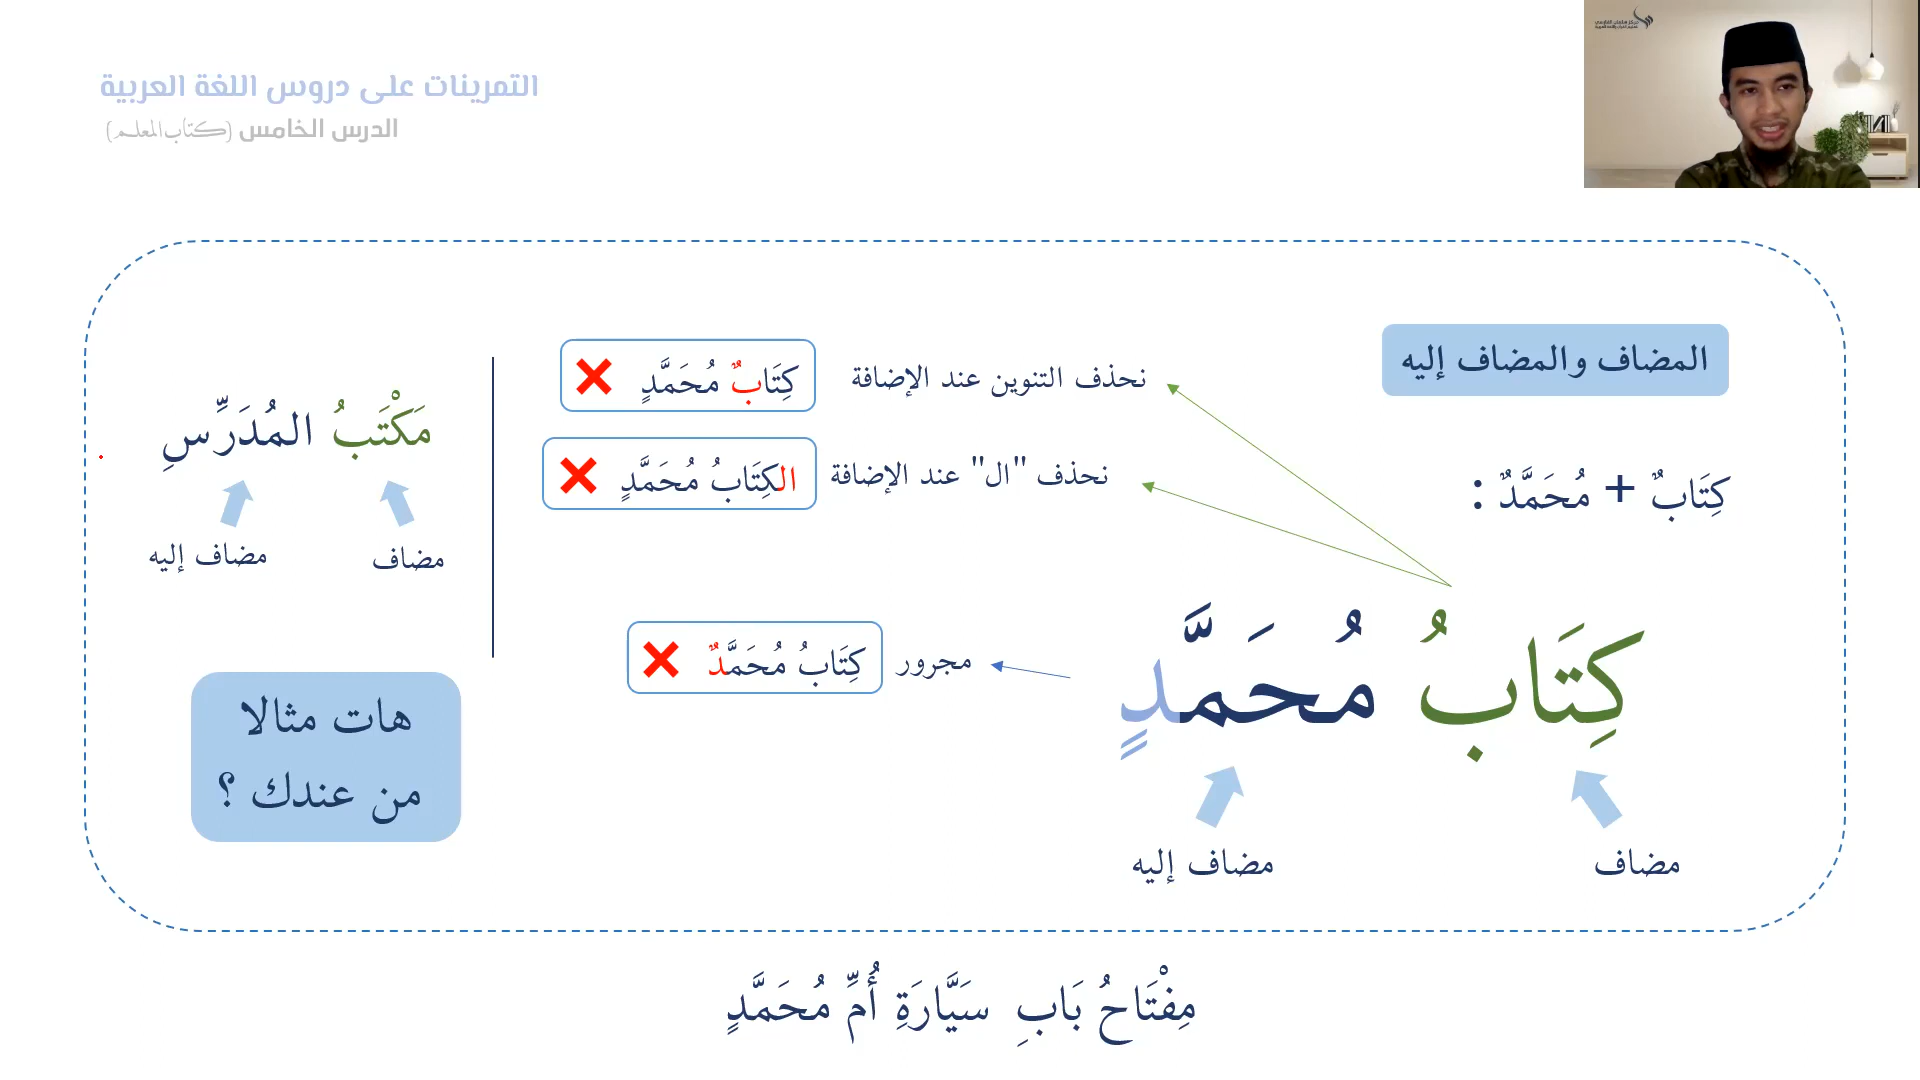 التمرينات على دروس اللغة العربية
الدرس الخامس (كتاب المعلم)
المضاف والمضاف إليه
كِتَابٌ + مُحَمَّدٌ :
كِتَابُ مُحَمَّدٍ
مضاف
مضاف إليه
نحذف التنوين عند الإضافة
كِتَابٌ مُحَمَّدٍ
نحذف "ال" عند الإضافة
الكِتَابُ مُحَمَّدٍ
مجرور
كِتَابُ مُحَمَّدٌ
مَكْتَبُ المُدَرِّسِ
مضاف
مضاف إليه
هات مثالا
من عندك ؟
مِفْتَاحُ بَابِ سَيَّارَةِ أُمِّ مُحَمَّدٍ